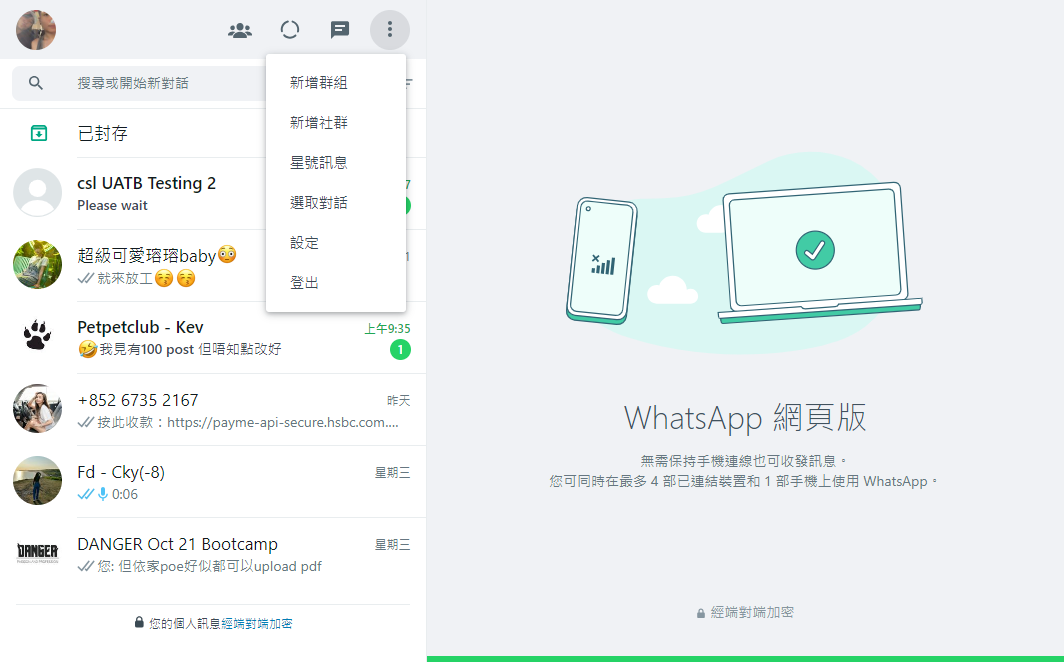 搜尋或開始新對話
新增群組
新增社群
星號訊息
選取對話
設定
登出
已封存
csl UATB Testing 2
7
Please wait
超級可愛瑢瑢baby😳
1
就來放工😚😚
Petpetclub - Kev
上午9:35
🤣我見有100 post 但唔知點改好
1
+852 6735 2167
昨天
按此收款：https://payme-api-secure.hsbc.com....
Fd - Cky(-8)
星期三
0:06
DANGER
DANGER Oct 21 Bootcamp
星期三
您: 但依家poe好似都可以upload pdf
您的個人訊息經端對端加密
WhatsApp 網頁版
無需保持手機連線也可收發訊息。
您可同時在最多 4 部已連結裝置和 1 部手機上使用 WhatsApp。
經端對端加密